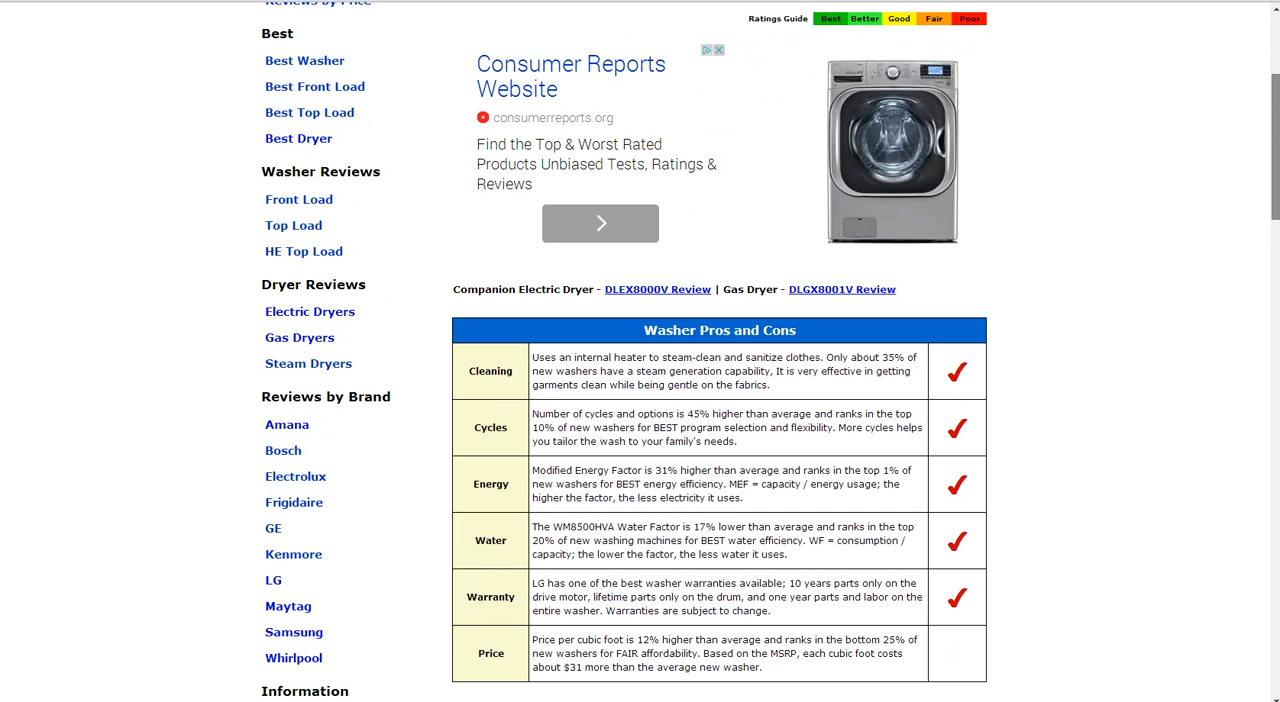 Reviews by Price
Best
Best Washer
Best Front Load
Best Top Load
Best Dryer
Washer Reviews
Front Load
Top Load
HE Top Load
Dryer Reviews
Electric Dryers
Gas Dryers
Steam Dryers
Reviews by Brand
Amana
Bosch
Electrolux
Frigidaire
GE
Kenmore
LG
Maytag
Samsung
Whirlpool
Information
Ratings Guide Best Better Good Fair Poor
Consumer Reports
Website
consumerreports.org
Find the Top & Worst Rated
Products Unbiased Tests, Ratings &
Reviews
Companion Electric Dryer - DLEX8000V Review | Gas Dryer - DLGX8001V Review
Washer Pros and Cons
Cleaning
Uses an internal heater to steam-clean and sanitize clothes. Only about 35% of
new washers have a steam generation capability, It is very effective in getting
garments clean while being gentle on the fabrics.
Cycles
Number of cycles and options is 45% higher than average and ranks in the top
10% of new washers for BEST program selection and flexibility. More cycles helps
you tailor the wash to your family's needs.
Energy
Modified Energy Factor is 31% higher than average and ranks in the top 1% of
new washers for BEST energy efficiency. MEF = capacity / energy usage; the
higher the factor, the less electricity it uses.
Water
The WM8500HVA Water Factor is 17% lower than average and ranks in the top
20% of new washing machines for BEST water efficiency. WF = consumption /
capacity; the lower the factor, the less water it uses.
Warranty
LG has one of the best washer warranties available; 10 years parts only on the
drive motor, lifetime parts only on the drum, and one year parts and labor on the
entire washer. Warranties are subject to change.
Price
Price per cubic foot is 12% higher than average and ranks in the bottom 25% of
new washers for FAIR affordability. Based on the MSRP, each cubic foot costs
about $31 more than the average new washer.